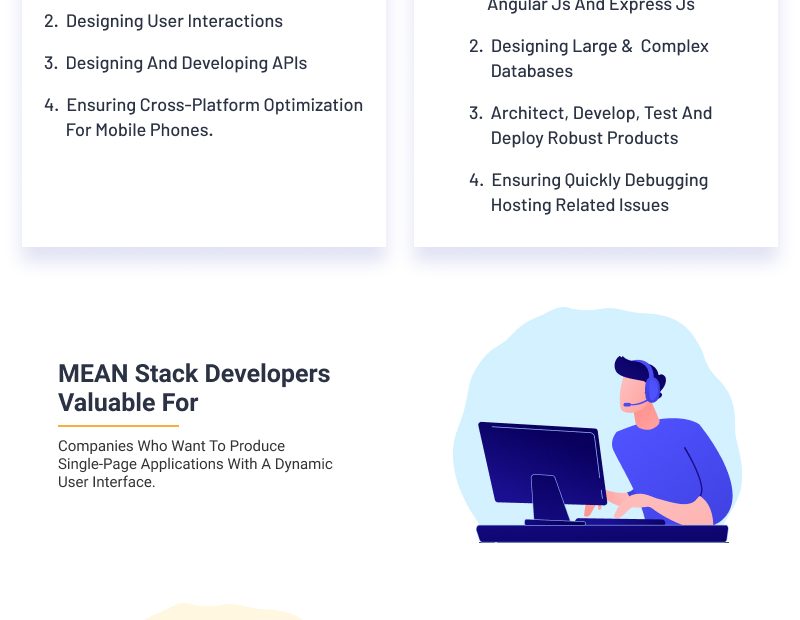 2. Designing User Interactions
3. Designing And Developing APIs
4. Ensuring Cross-Platform Optimization
For Mobile Phones.
Angular Js And Express Js
2. Designing Large & Complex
Databases
3. Architect, Develop, Test And
Deploy Robust Products
4. Ensuring Quickly Debugging
Hosting Related Issues
MEAN Stack Developers
Valuable For
Companies Who Want To Produce
Single-Page Applications With A Dynamic
User Interface.